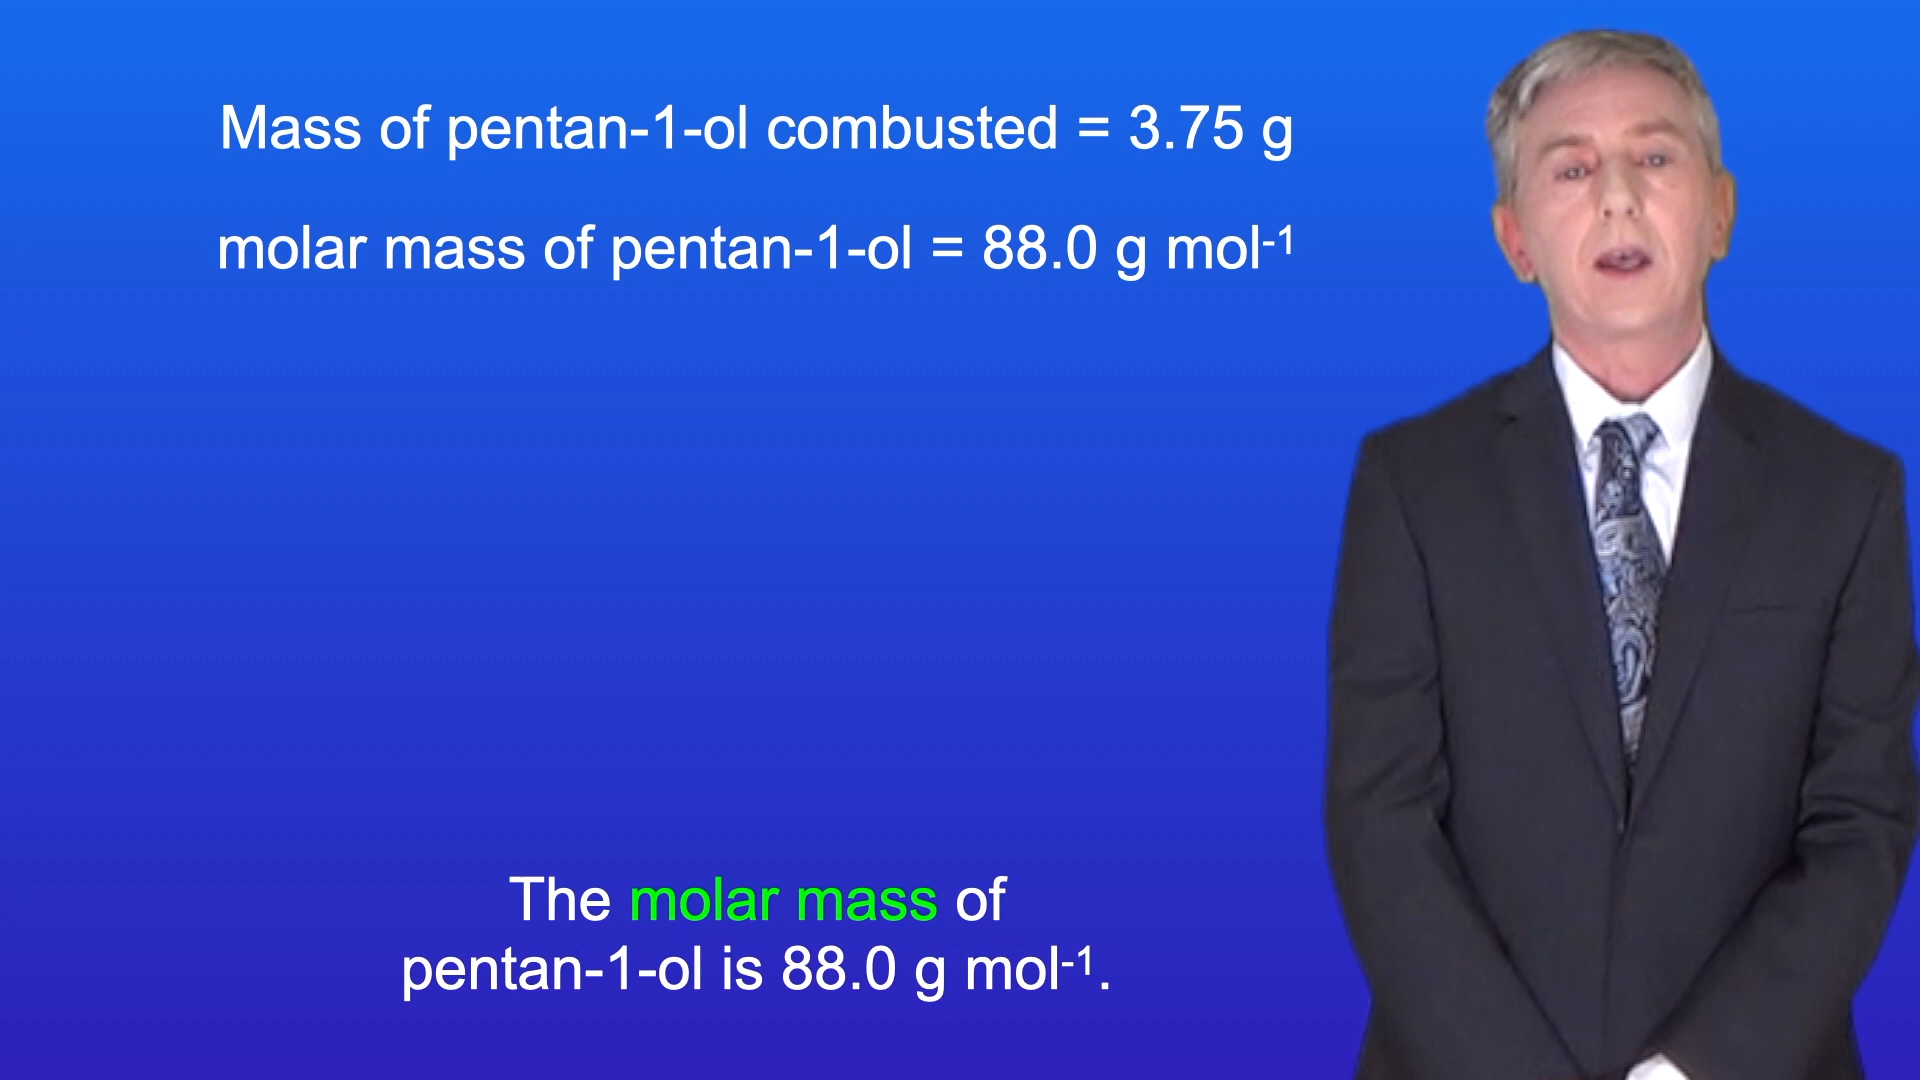 Mass of pentan-1-ol combusted = 3.75 g
molar mass of pentan-1-ol = 88.0 g mol⁻¹
The molar mass of
pentan-1-ol is 88.0 g mol⁻¹.